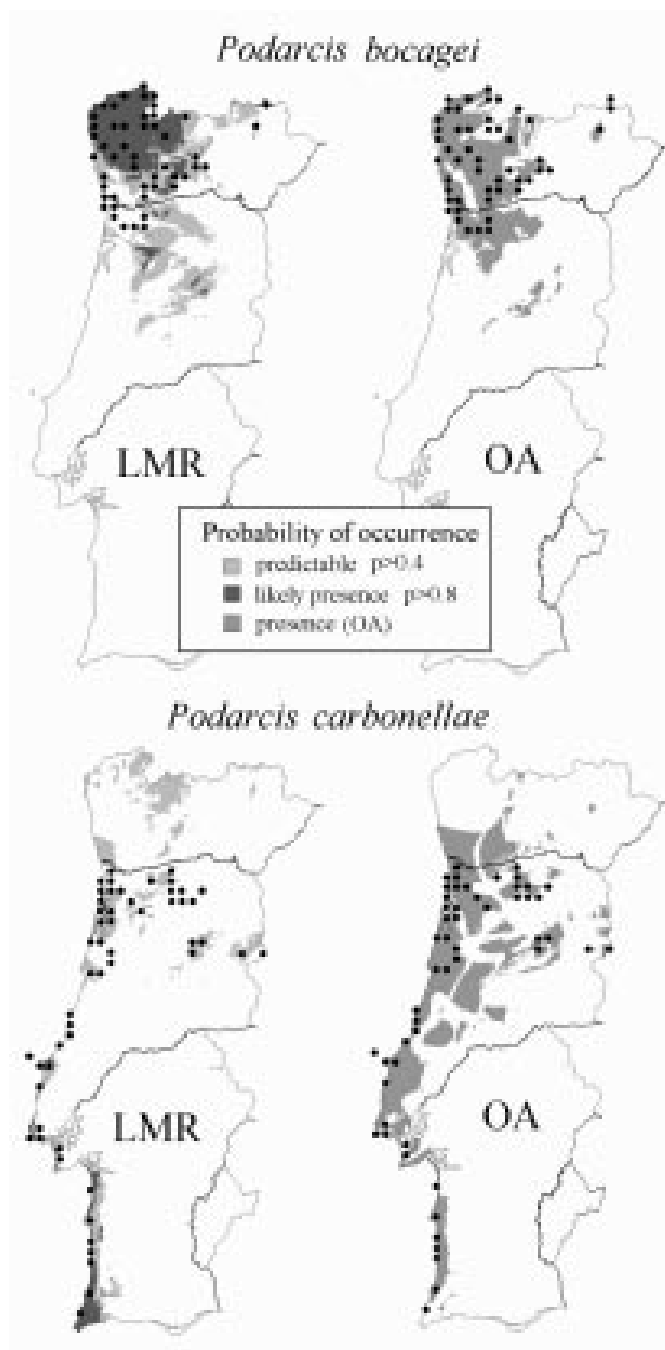 Podarcis bocagei
LMR
OA
Probability of occurrence
predictable p>0.4
likely presence p>0.8
presence (OA)
Podarcis carbonellae
LMR
OA